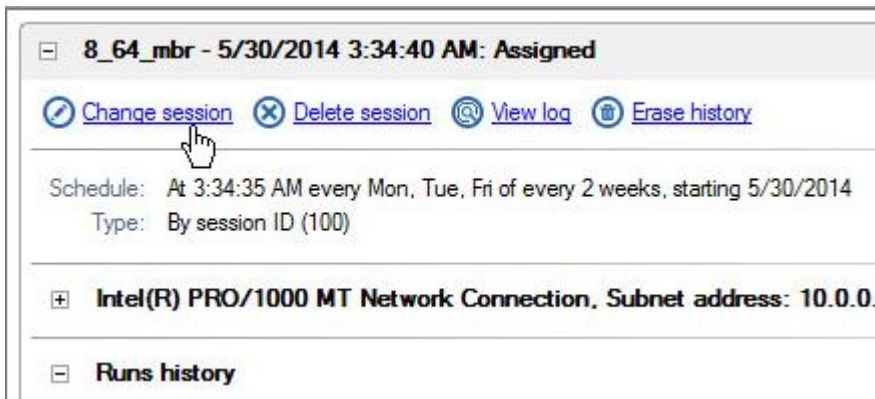 8_64_mbr - 5/30/2014 3:34:40 AM: Assigned
Change session Delete session View log Erase history
Schedule: At 3:34:35 AM every Mon, Tue, Fri of every 2 weeks, starting 5/30/2014
Type: By session ID (100)
Intel(R) PRO/1000 MT Network Connection, Subnet address: 10.0.0.
Runs history